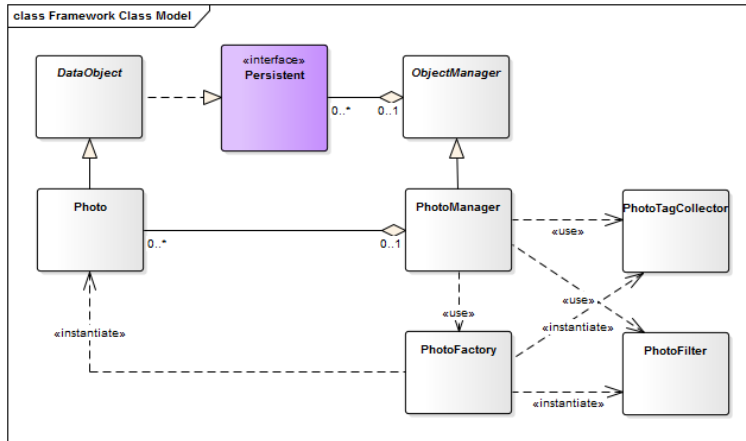 class Framework Class Model
DataObject
«interface»
Persistent
ObjectManager
0..*
0..1
Photo
PhotoManager
PhotoTagCollector
0..*
0..1
«use»
«use»
«use»
«instantiate»
«instantiate»
PhotoFactory
PhotoFilter
«instantiate»